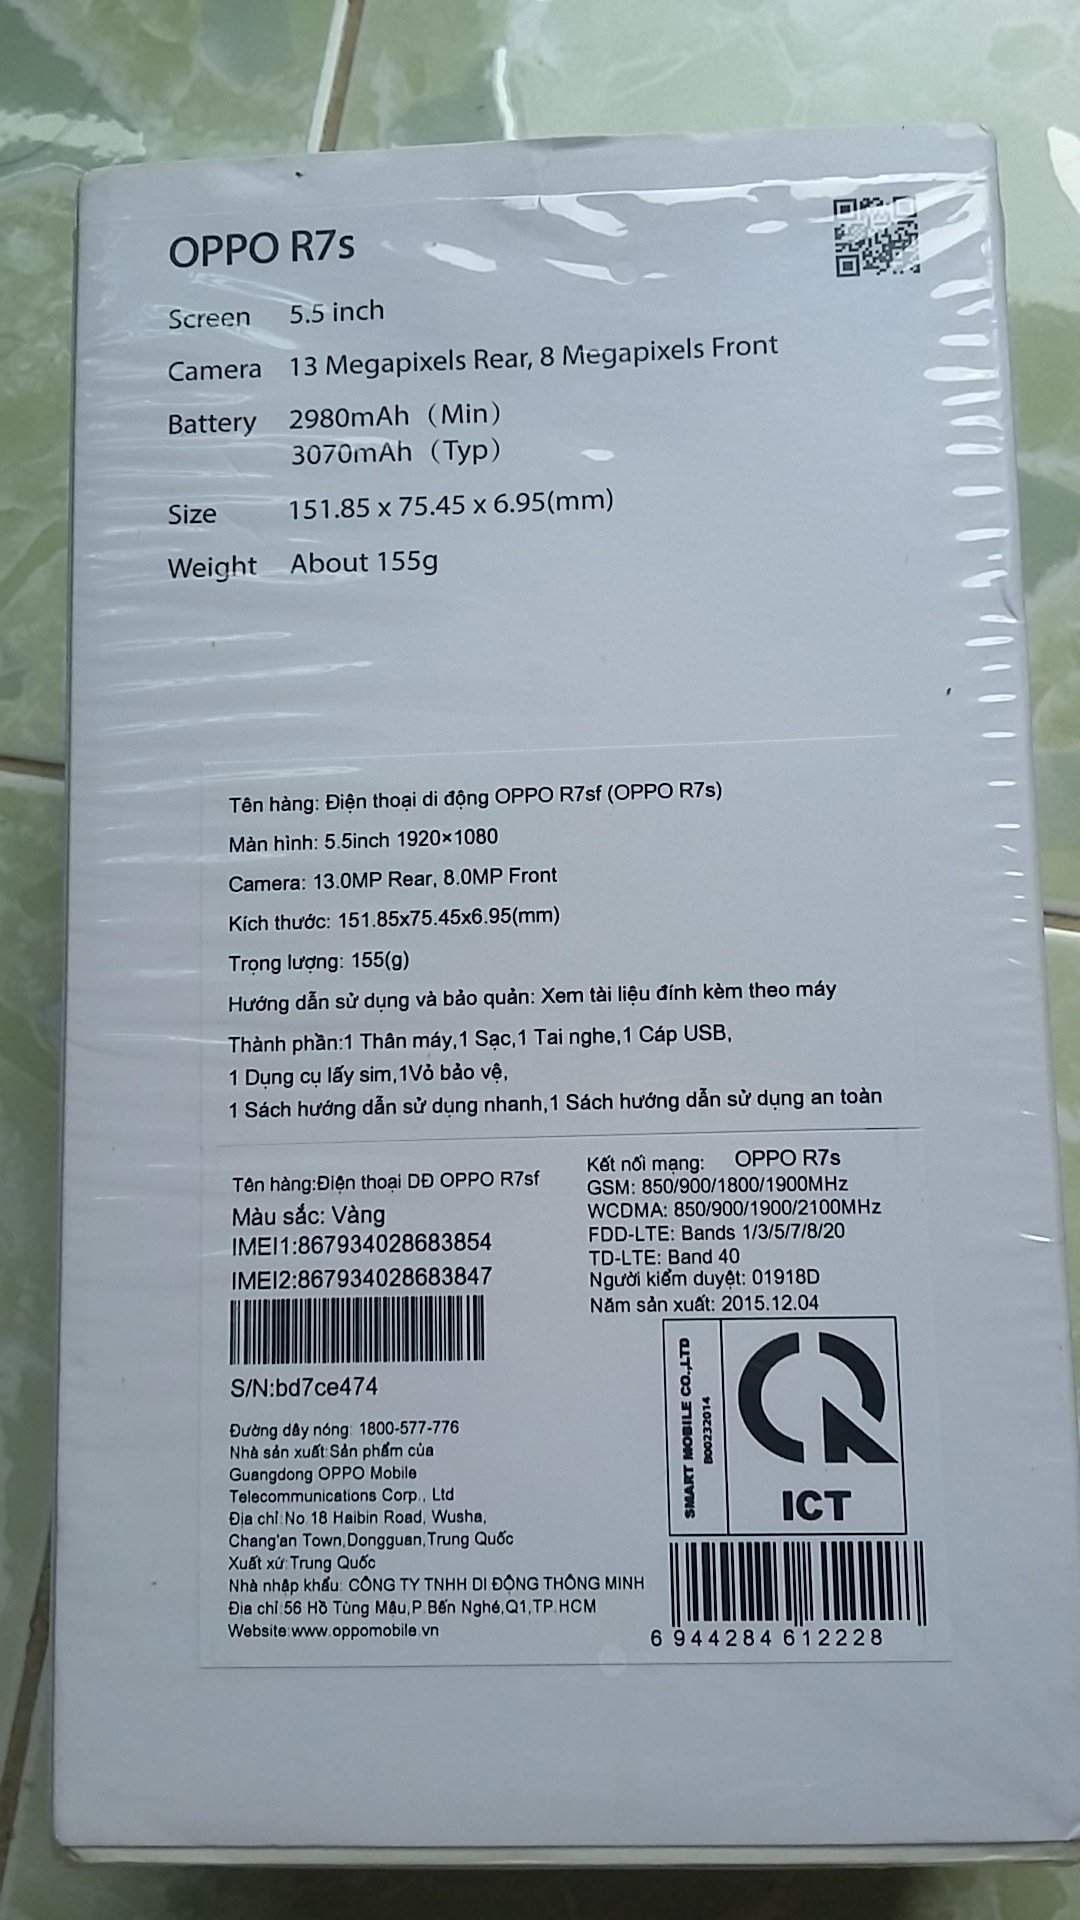 OPPO R7s
Screen 5.5 inch
Camera 13 Megapixels Rear, 8 Megapixels Front
Battery 2980mAh（Min）
3070mAh（Typ）
Size 151.85 x 75.45 x 6.95(mm)
Weight About 155g
Tên hàng: Điện thoại di động OPPO R7sf (OPPO R7s)
Màn hình: 5.5inch 1920×1080
Camera: 13.0MP Rear, 8.0MP Front
Kích thước: 151.85x75.45x6.95(mm)
Trọng lượng: 155(g)
Hướng dẫn sử dụng và bảo quản: Xem tài liệu đính kèm theo máy
Thành phần:1 Thân máy,1 Sạc,1 Tai nghe,1 Cáp USB,
1 Dụng cụ lấy sim,1Vỏ bảo vệ,
1 Sách hướng dẫn sử dụng nhanh,1 Sách hướng dẫn sử dụng an toàn
Tên hàng:Điện thoại DĐ OPPO R7sf
Màu sắc: Vàng
IMEI1:867934028683854
IMEI2:867934028683847
S/N:bd7ce474
Đường dây nóng: 1800-577-776
Nhà sản xuất:Sản phẩm của
Guangdong OPPO Mobile
Telecommunications Corp., Ltd
Địa chỉ:No.18 Haibin Road, Wusha,
Chang'an Town,Dongguan,Trung Quốc
Xuất xứ:Trung Quốc
Nhà nhập khẩu: CÔNG TY TNHH DI ĐỘNG THÔNG MINH
Địa chỉ:56 Hồ Tùng Mậu,P.Bến Nghé,Q1,TP.HCM
Website:www.oppomobile.vn
Kết nối mạng: OPPO R7s
GSM: 850/900/1800/1900MHz
WCDMA: 850/900/1900/2100MHz
FDD-LTE: Bands 1/3/5/7/8/20
TD-LTE: Band 40
Người kiểm duyệt: 01918D
Năm sản xuất: 2015.12.04
SMART MOBILE CO.,LTD
B00232014
ICT
6 944284 612228